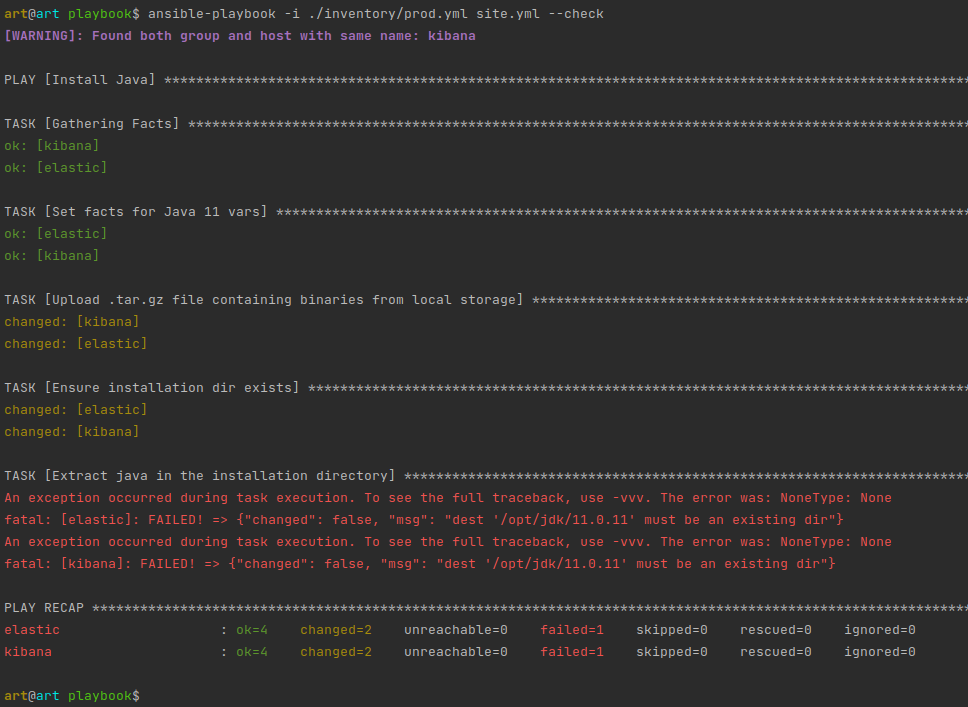 art@art playbook$ ansible-playbook -i ./inventory/prod.yml site.yml --check
[WARNING]: Found both group and host with same name: kibana
PLAY [Install Java] *****************************************************************************************************
TASK [Gathering Facts] **************************************************************************************************
ok: [kibana]
ok: [elastic]
TASK [Set facts for Java 11 vars] ***************************************************************************************
ok: [elastic]
ok: [kibana]
TASK [Upload .tar.gz file containing binaries from local storage] *******************************************************
changed: [kibana]
changed: [elastic]
TASK [Ensure installation dir exists] ***********************************************************************************
changed: [elastic]
changed: [kibana]
TASK [Extract java in the installation directory] ***********************************************************************
An exception occurred during task execution. To see the full traceback, use -vvv. The error was: NoneType: None
fatal: [elastic]: FAILED! => {"changed": false, "msg": "dest '/opt/jdk/11.0.11' must be an existing dir"}
An exception occurred during task execution. To see the full traceback, use -vvv. The error was: NoneType: None
fatal: [kibana]: FAILED! => {"changed": false, "msg": "dest '/opt/jdk/11.0.11' must be an existing dir"}
PLAY RECAP **************************************************************************************************************
elastic                    : ok=4    changed=2    unreachable=0    failed=1    skipped=0    rescued=0    ignored=0
kibana                     : ok=4    changed=2    unreachable=0    failed=1    skipped=0    rescued=0    ignored=0
art@art playbook$